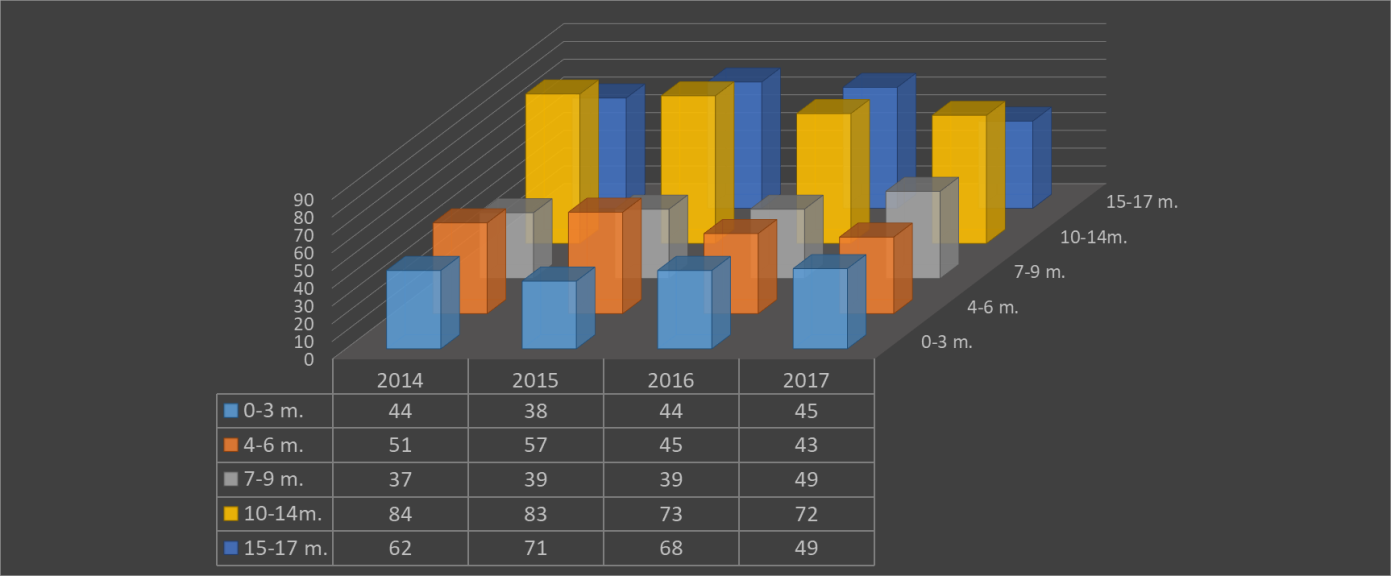 90
80
70
60
50
40
30
20
10
0
15-17 m.
10-14m.
7-9 m.
4-6 m.
0-3 m.
2014 2015 2016 2017
0-3 m. 44 38 44 45
4-6 m. 51 57 45 43
7-9 m. 37 39 39 49
10-14m. 84 83 73 72
15-17 m. 62 71 68 49